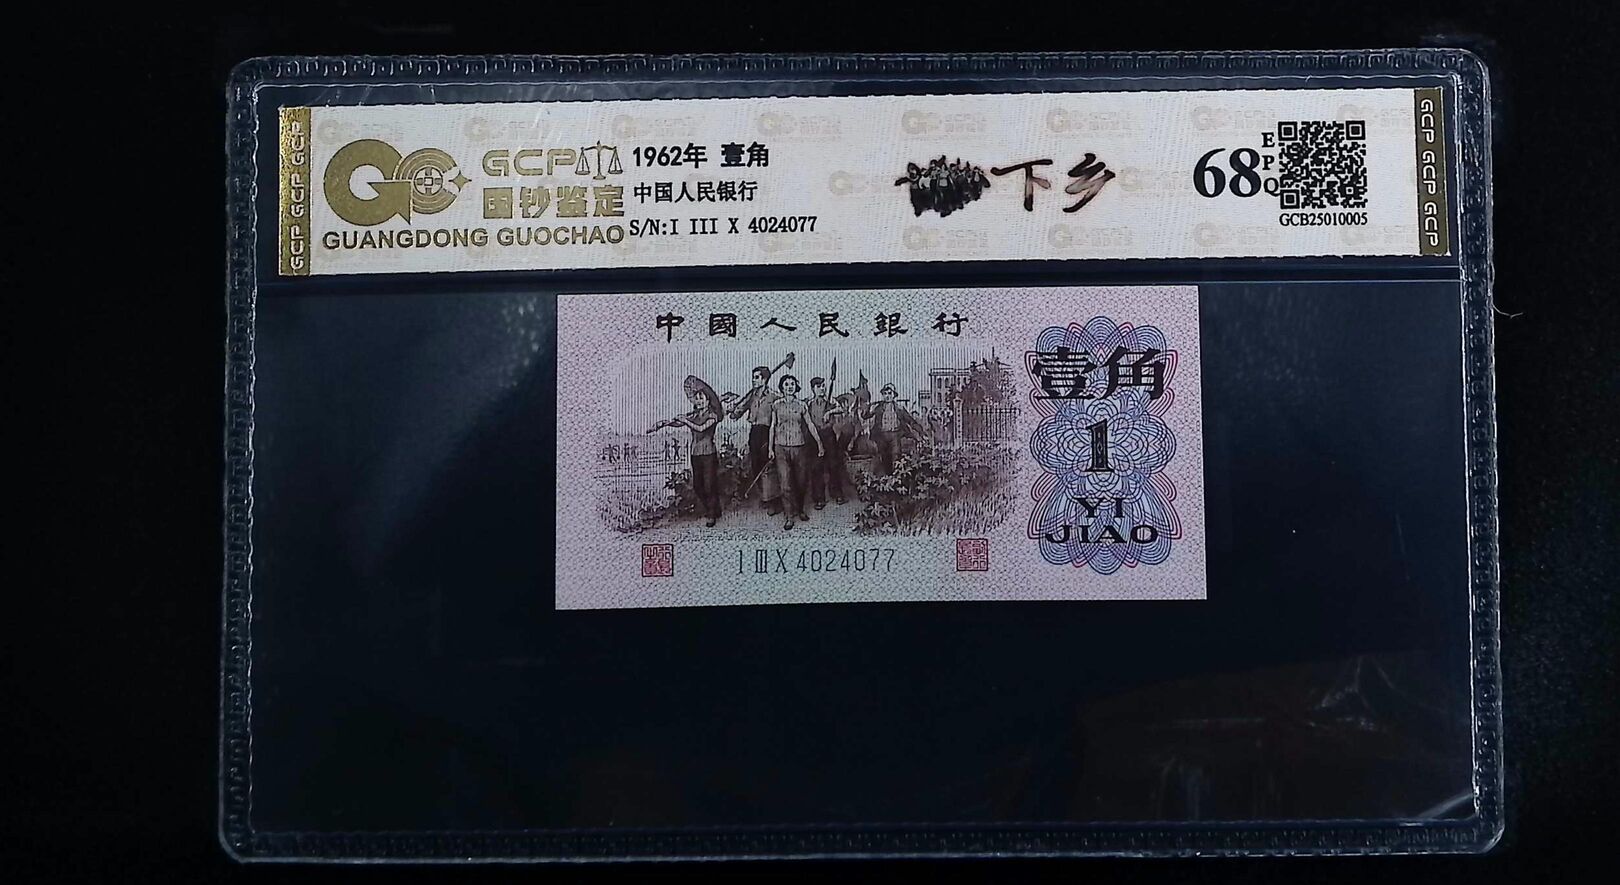 GCP GCP GCP
GCP
国钞鉴定
GUANGDONG GUOCHAO
1962年 壹角
中国人民银行
S/N:I III X 4024077
下乡
68
EPQ
GCB25010005
GCP GCP GCP
中國人民銀行
壹角
1
YI
JIAO
I III X 4024077